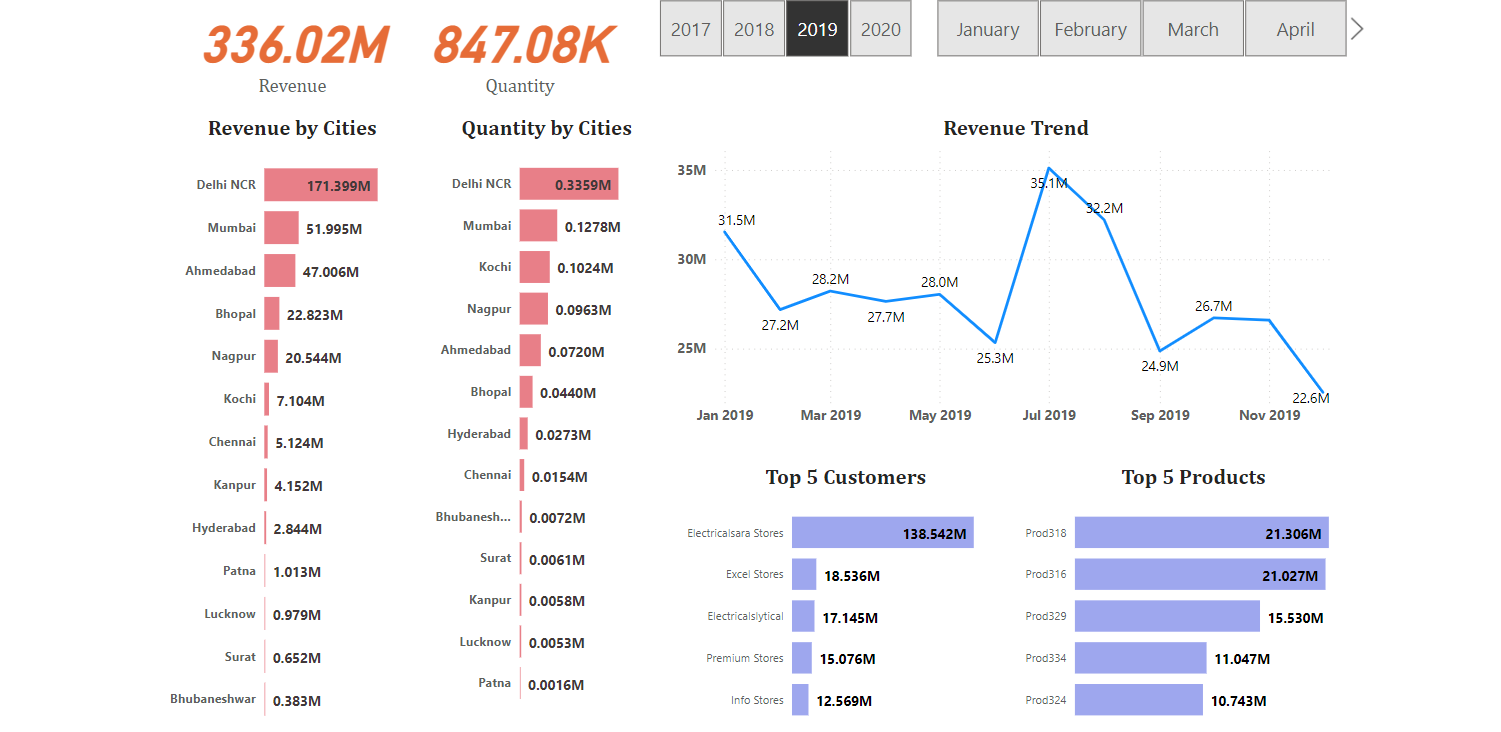 336.02M
Revenue
847.08K
Quantity
2017 2018 2019 2020
January February March April
Revenue by Cities
Delhi NCR 171.399M
Mumbai 51.995M
Ahmedabad 47.006M
Bhopal 22.823M
Nagpur 20.544M
Kochi 7.104M
Chennai 5.124M
Kanpur 4.152M
Hyderabad 2.844M
Patna 1.013M
Lucknow 0.979M
Surat 0.652M
Bhubaneshwar 0.383M
Quantity by Cities
Delhi NCR 0.3359M
Mumbai 0.1278M
Kochi 0.1024M
Nagpur 0.0963M
Ahmedabad 0.0720M
Bhopal 0.0440M
Hyderabad 0.0273M
Chennai 0.0154M
Bhubanesh... 0.0072M
Surat 0.0061M
Kanpur 0.0058M
Lucknow 0.0053M
Patna 0.0016M
Revenue Trend
35M
30M
25M
31.5M
27.2M
28.2M
27.7M
28.0M
25.3M
35.1M
32.2M
24.9M
26.7M
22.6M
Jan 2019 Mar 2019 May 2019 Jul 2019 Sep 2019 Nov 2019
Top 5 Customers
Electricalsara Stores 138.542M
Excel Stores 18.536M
Electricalslytical 17.145M
Premium Stores 15.076M
Info Stores 12.569M
Top 5 Products
Prod318 21.306M
Prod316 21.027M
Prod329 15.530M
Prod334 11.047M
Prod324 10.743M